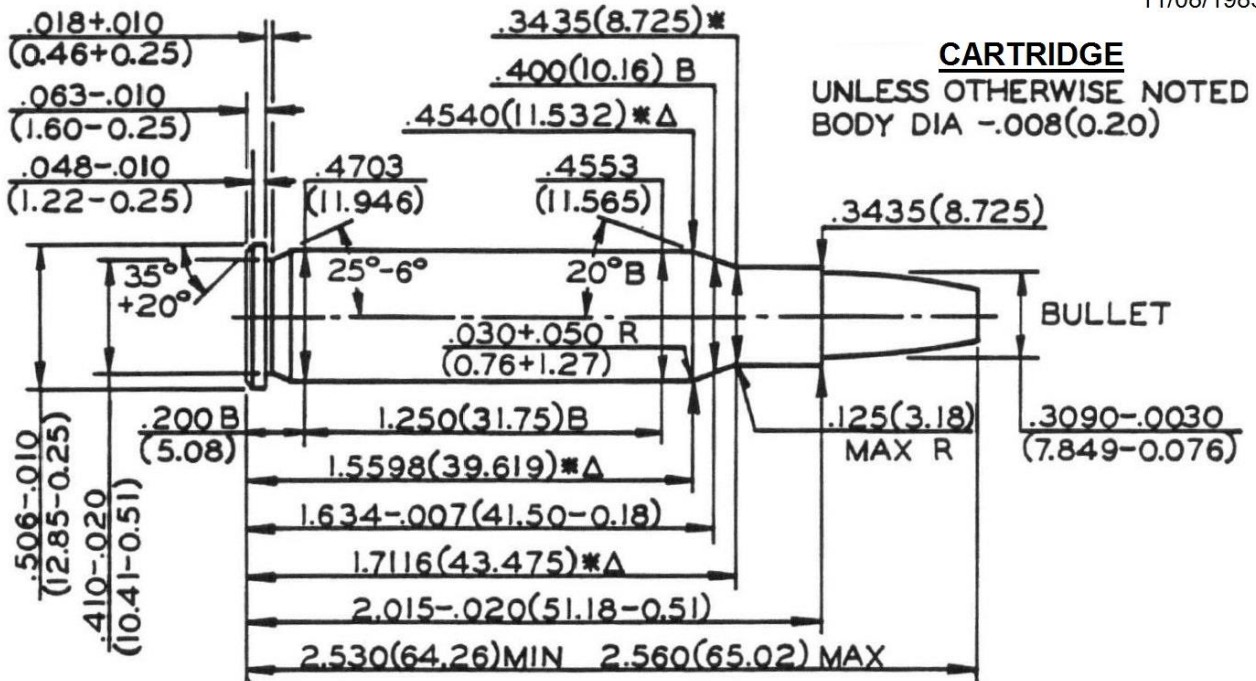 11/08/198
.018+.010
(0.46+0.25)
.3435(8.725)*
CARTRIDGE
.400(10.16) B
UNLESS OTHERWISE NOTED
BODY DIA -.008(0.20)
.063-.010
(1.60-0.25)
.4540(11.532)*Δ
.048-.010
(1.22-0.25)
.4703
(11.946)
.4553
(11.565)
.3435(8.725)
35°
+20°
25°-6°
20°B
BULLET
.030+.050 R
(0.76+1.27)
.200 B
(5.08)
1.250(31.75)B
.125(3.18)
MAX R
.3090-.0030
(7.849-0.076)
1.5598(39.619)*Δ
.506-.010
(12.85-0.25)
.410-.020
(10.41-0.51)
1.634-.007(41.50-0.18)
1.7116(43.475)*Δ
2.015-.020(51.18-0.51)
2.530(64.26)MIN 2.560(65.02) MAX